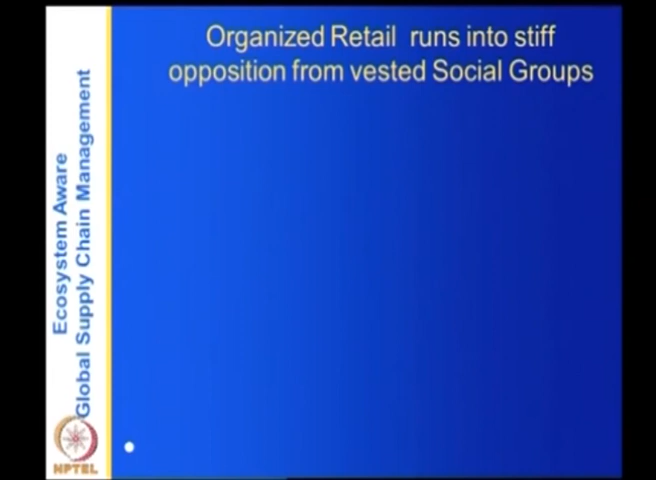 Organized Retail runs into stiff
opposition from vested Social Groups
Ecosystem Aware
Global Supply Chain Management
NPTEL